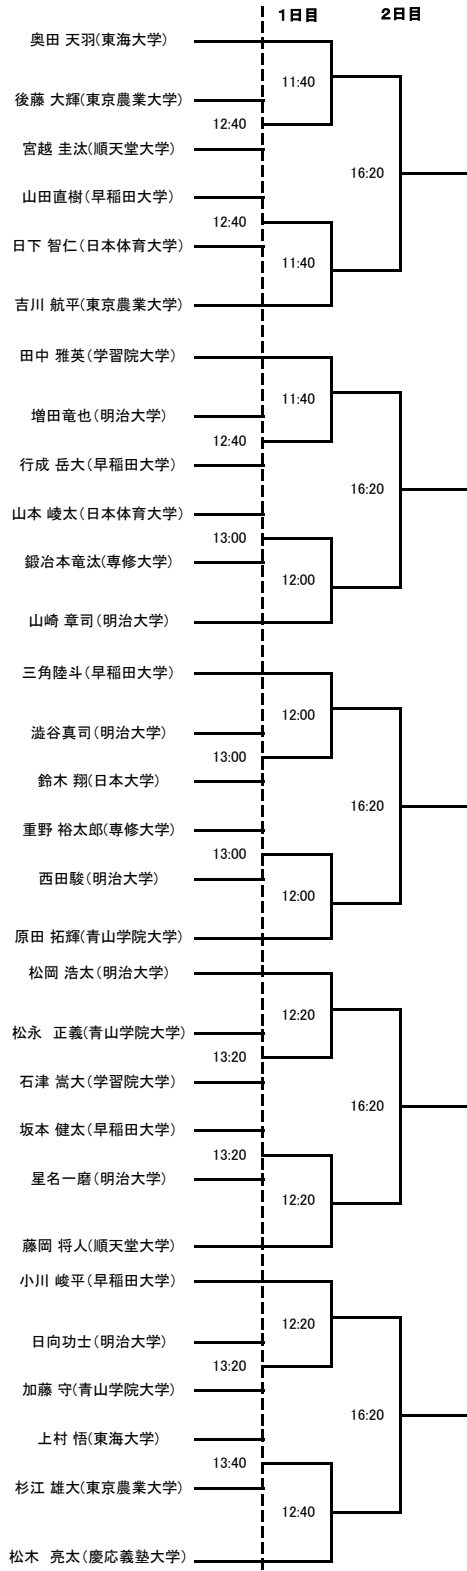 1日目 2日目
奥田 天羽(東海大学)
11:40
後藤 大輝(東京農業大学)
12:40
宮越 圭汰(順天堂大学)
16:20
山田直樹(早稲田大学)
12:40
日下 智仁(日本体育大学)
11:40
吉川 航平(東京農業大学)
田中 雅英(学習院大学)
11:40
増田竜也(明治大学)
12:40
行成 岳大(早稲田大学)
16:20
山本 崚太(日本体育大学)
13:00
鍛冶本竜汰(専修大学)
12:00
山崎 章司(明治大学)
三角陸斗(早稲田大学)
12:00
澁谷真司(明治大学)
13:00
鈴木 翔(日本大学)
16:20
重野 裕太郎(専修大学)
13:00
西田駿(明治大学)
12:00
原田 拓輝(青山学院大学)
松岡 浩太(明治大学)
12:20
松永　正義(青山学院大学)
13:20
石津 嵩大(学習院大学)
16:20
坂本 健太(早稲田大学)
13:20
星名一磨(明治大学)
12:20
藤岡 将人(順天堂大学)
小川 峻平(早稲田大学)
12:20
日向功士(明治大学)
13:20
加藤 守(青山学院大学)
16:20
上村 悟(東海大学)
13:40
杉江 雄大(東京農業大学)
12:40
松木　亮太(慶応義塾大学)